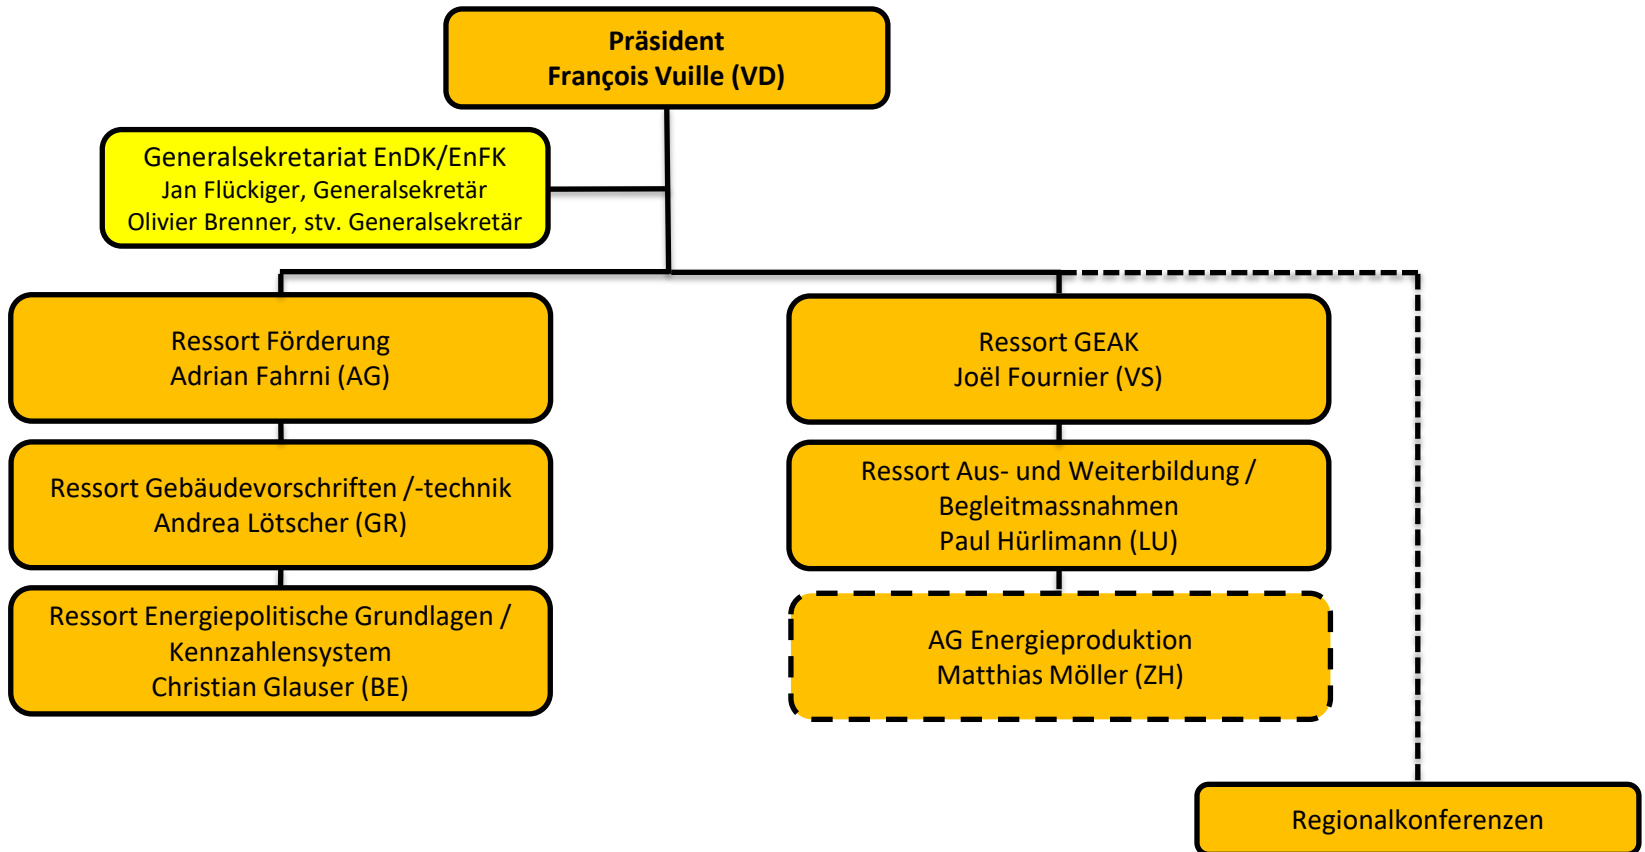 Präsident
François Vuille (VD)
Generalsekretariat EnDK/EnFK
Jan Flückiger, Generalsekretär
Olivier Brenner, stv. Generalsekretär
Ressort Förderung
Adrian Fahrni (AG)
Ressort GEAK
Joël Fournier (VS)
Ressort Gebäudevorschriften /-technik
Andrea Lötscher (GR)
Ressort Aus- und Weiterbildung /
Begleitmassnahmen
Paul Hürlimann (LU)
Ressort Energiepolitische Grundlagen /
Kennzahlensystem
Christian Glauser (BE)
AG Energieproduktion
Matthias Möller (ZH)
Regionalkonferenzen